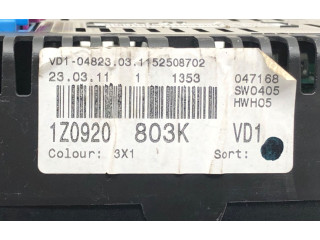 VD1-04823.03.1152508702
23.03.11 1 1353 047168
SW0405
HWH05
1Z0920 803K VD1
Colour: 3X1 Sort: